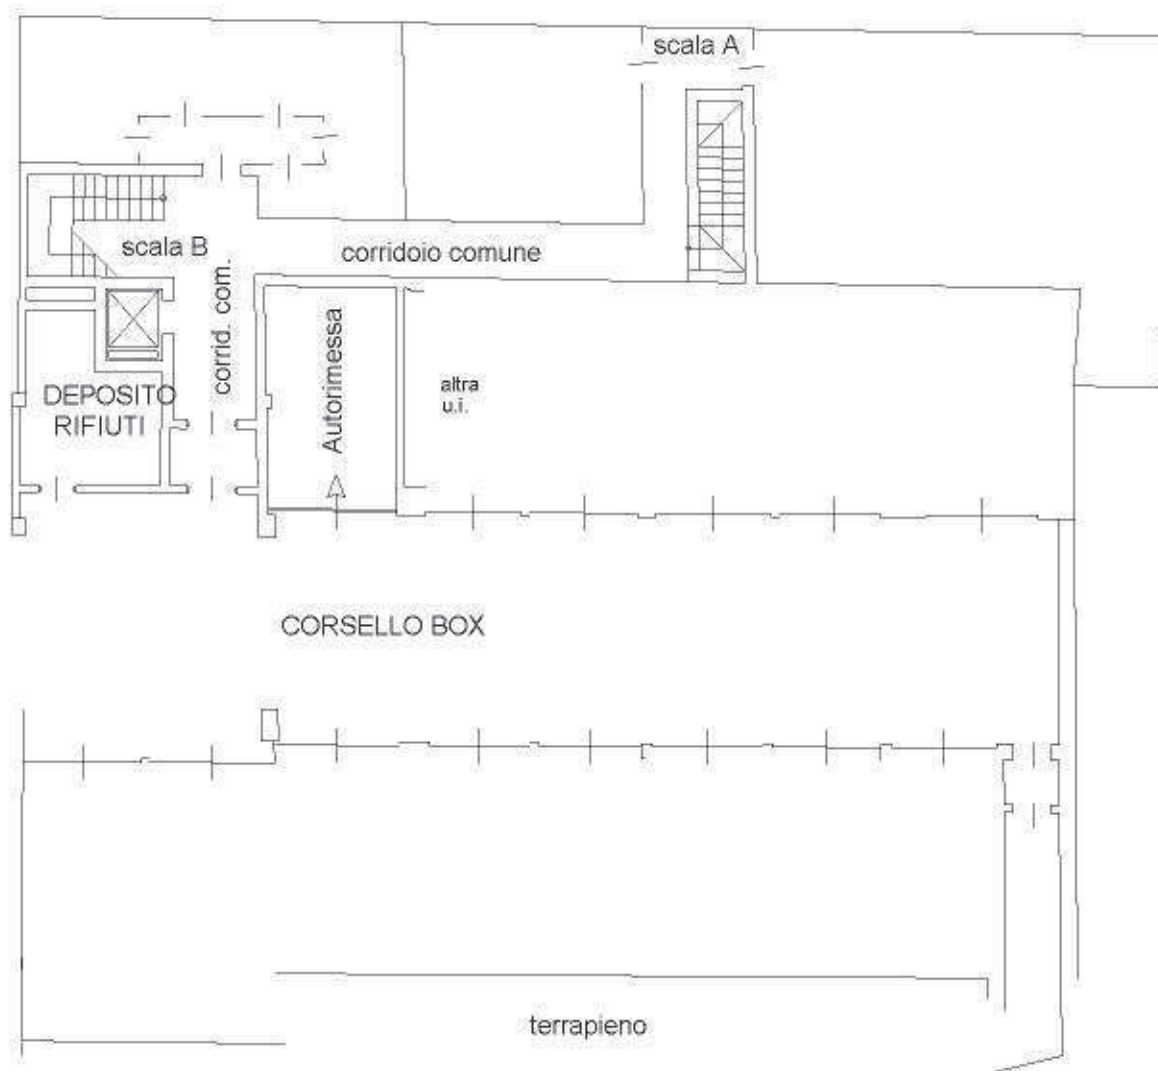 scala A
scala B
corridoio comune
corrid. com.
Autorimessa
altra
u.i.
DEPOSITO
RIFIUTI
CORSELLO BOX
terrapieno